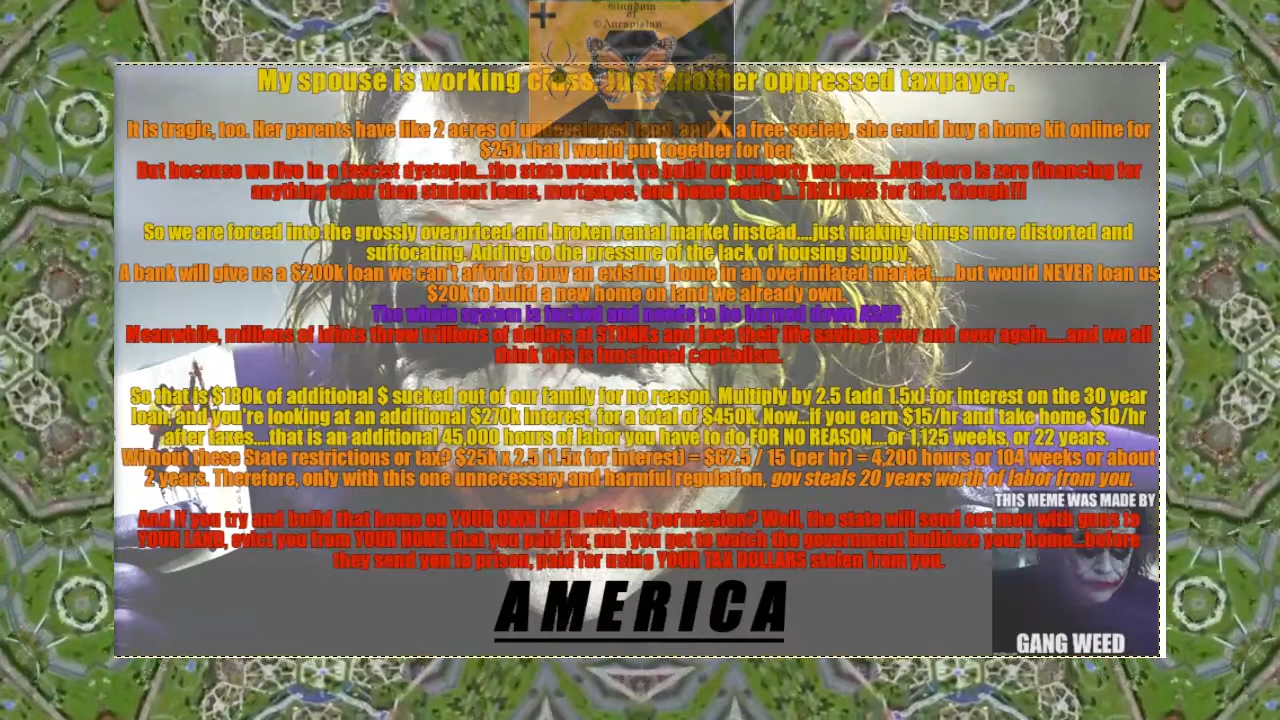 Kingdom
of
©Ancapistan
My spouse is working class. Just another oppressed taxpayer.
It is tragic, too. Her parents have like 2 acres of undeveloped land, and X a free society, she could buy a home kit online for
$25k that I would put together for her.
But because we live in a fascist dystopia...the state wont let us build on property we own....AND there is zero financing for
anything other than student loans, mortgages, and home equity....TRILLIONS for that, though!!!
So we are forced into the grossly overpriced and broken rental market instead....just making things more distorted and
suffocating. Adding to the pressure of the lack of housing supply.
A bank will give us a $200k loan we can't afford to buy an existing home in an overinflated market......but would NEVER loan us
$20k to build a new home on land we already own.
The whole system is fucked and needs to be burned down ASAP.
Meanwhile, millions of idiots throw trillions of dollars at STONKs and lose their life savings over and over again.....and we all
think this is functional capitalism.
So that is $180k of additional $ sucked out of our family for no reason. Multiply by 2.5 (add 1.5x) for interest on the 30 year
loan, and you're looking at an additional $270k interest, for a total of $450k. Now...if you earn $15/hr and take home $10/hr
after taxes....that is an additional 45,000 hours of labor you have to do FOR NO REASON....or 1,125 weeks, or 22 years.
Without these State restrictions or tax? $25k x 2.5 (1.5x for interest) = $62.5 / 15 (per hr) = 4,200 hours or 104 weeks or about
2 years. Therefore, only with this one unnecessary and harmful regulation, gov steals 20 years worth of labor from you.
THIS MEME WAS MADE BY
And if you try and build that home on YOUR OWN LAND without permission? Well, the state will send out men with guns to
YOUR LAND, evict you from YOUR HOME that you paid for, and you get to watch the government bulldoze your home...before
they send you to prison, paid for using YOUR TAX DOLLARS stolen from you.
AMERICA
GANG WEED